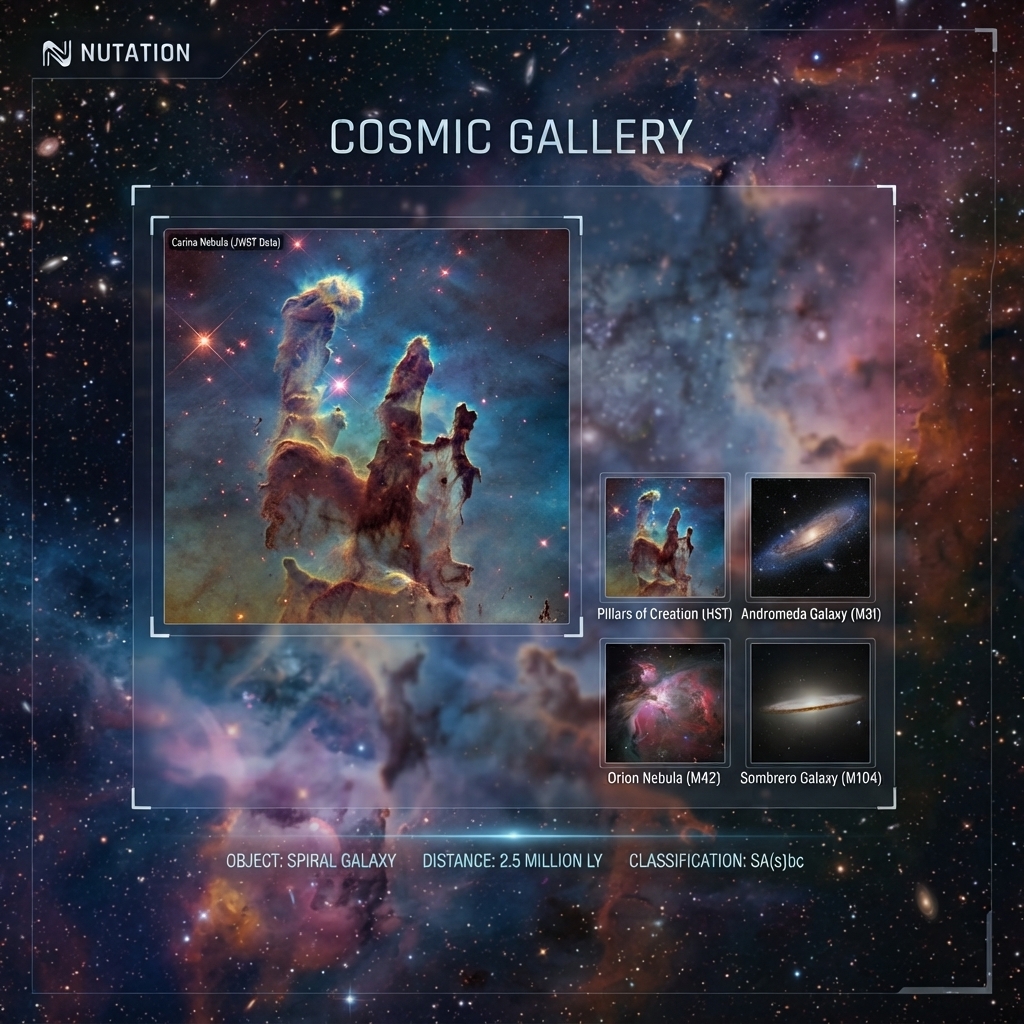 NUTATION
COSMIC GALLERY
Carina Nebula (JWST Data)
Pillars of Creation (HST)
Andromeda Galaxy (M31)
Orion Nebula (M42)
Sombrero Galaxy (M104)
OBJECT: SPIRAL GALAXY DISTANCE: 2.5 MILLION LY CLASSIFICATION: SA(s)bc